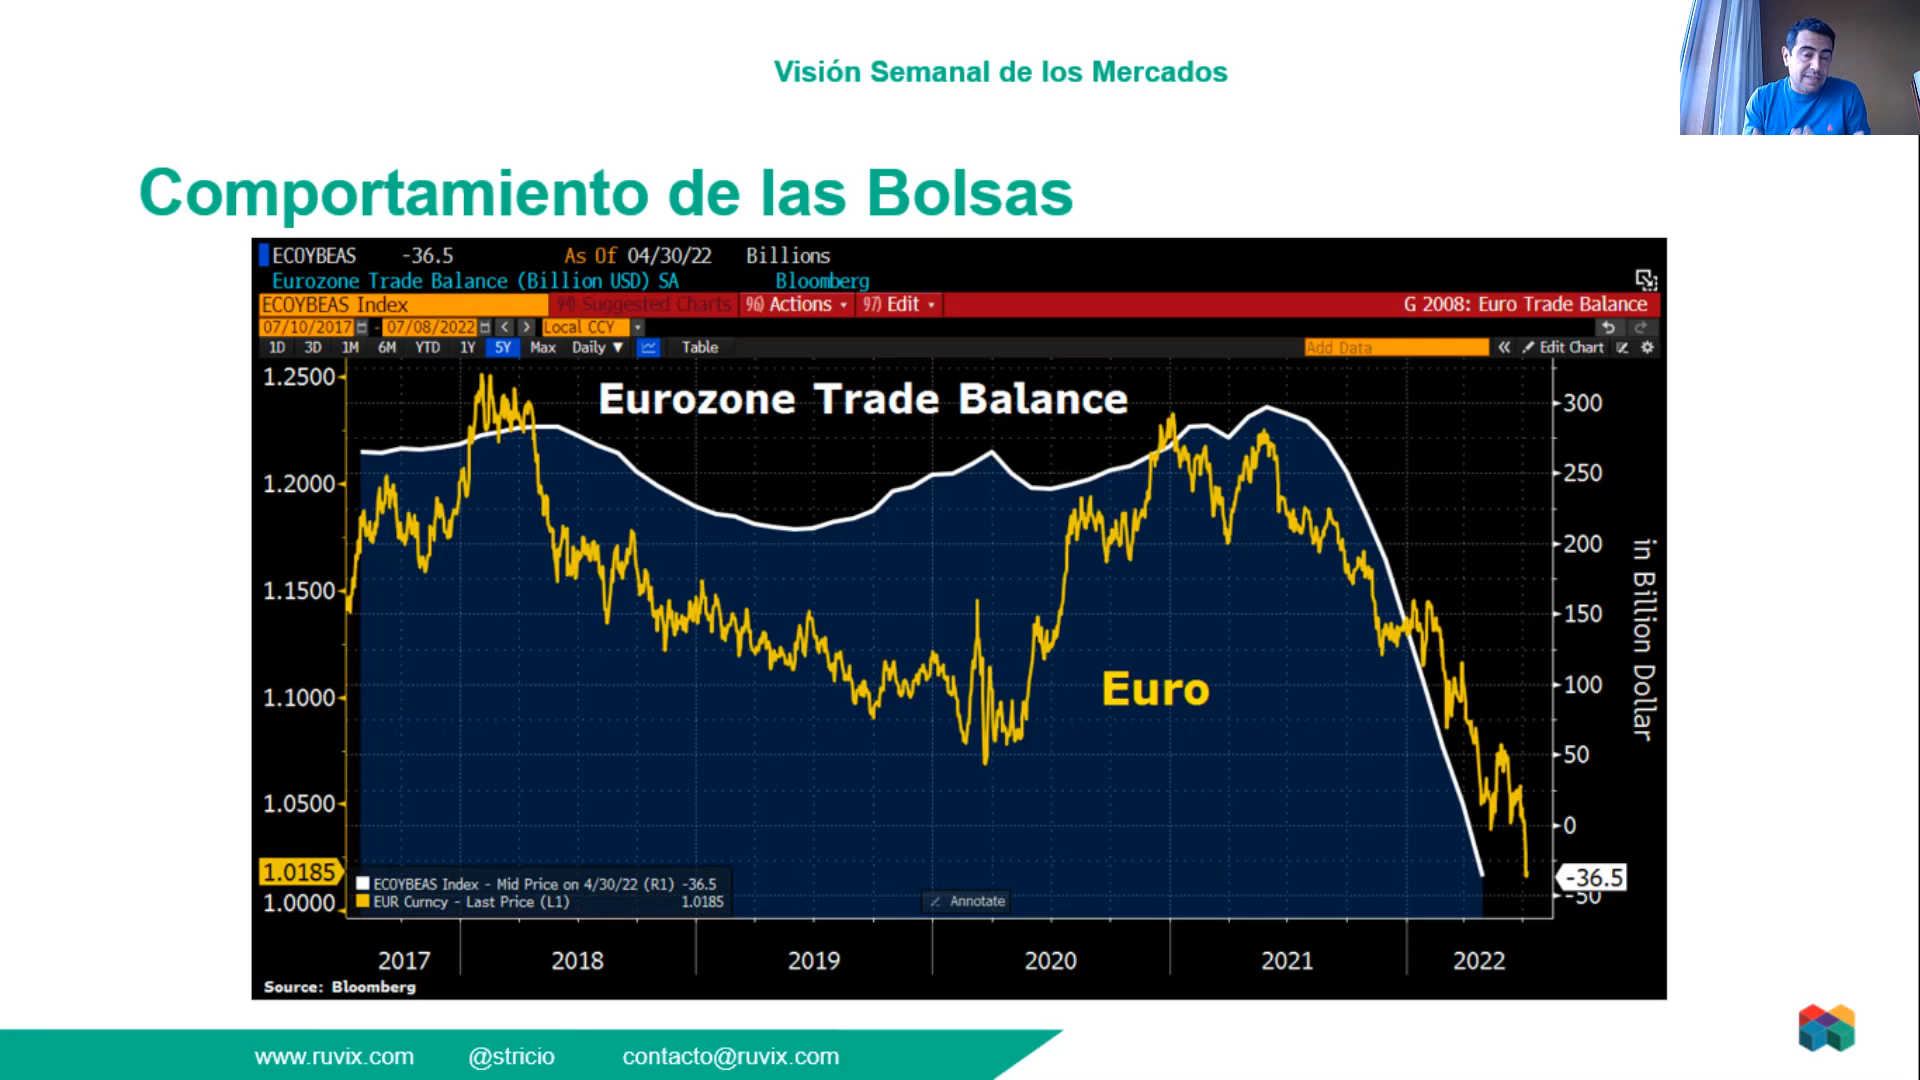 Visión Semanal de los Mercados
Comportamiento de las Bolsas
ECOYBEAS -36.5 As Of 04/30/22 Billions
Eurozone Trade Balance (Billion USD) SA Bloomberg
ECOYBEAS Index 94) Suggested Charts 96) Actions 97) Edit G 2008: Euro Trade Balance
07/10/2017 - 07/08/2022 Local CCY
1D 3D 1M 6M YTD 1Y 5Y Max Daily Table Add Data Edit Chart
Eurozone Trade Balance
Euro
1.2500
1.2000
1.1500
1.1000
1.0500
1.0185
1.0000
300
250
200
150
100
50
0
-36.5
-50
in Billion Dollar
ECOYBEAS Index - Mid Price on 4/30/22 (R1) -36.5
EUR Curncy - Last Price (L1) 1.0185
Annotate
2017 2018 2019 2020 2021 2022
Source: Bloomberg
www.ruvix.com @stricio contacto@ruvix.com